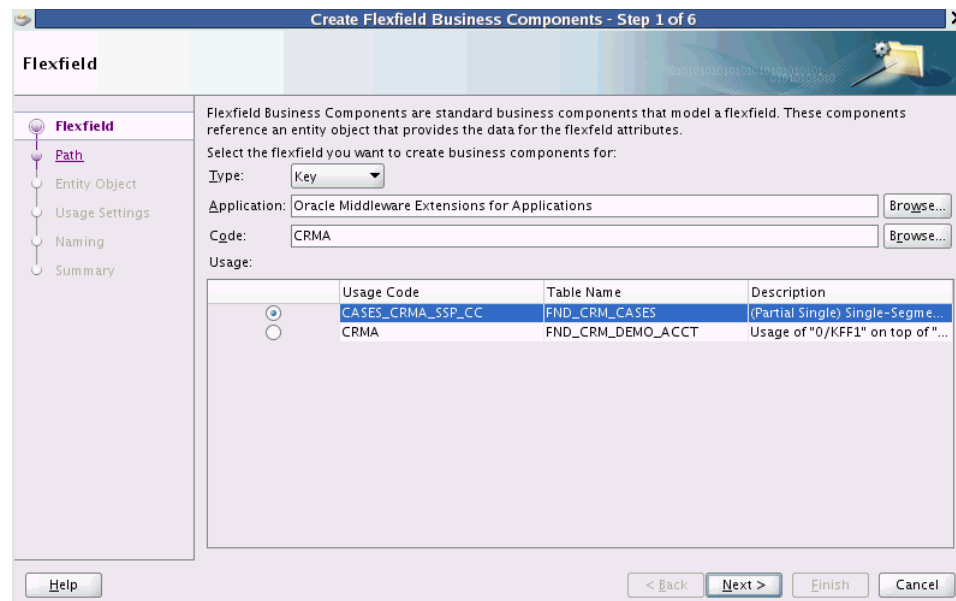 Create Flexfield Business Components - Step 1 of 6
Flexfield
Flexfield
Path
Entity Object
Usage Settings
Naming
Summary
Flexfield Business Components are standard business components that model a flexfield. These components
reference an entity object that provides the data for the flexfeld attributes.
Select the flexfield you want to create business components for:
Type: Key
Application: Oracle Middleware Extensions for Applications Browse...
Code: CRMA Browse...
Usage:
Usage Code Table Name Description
CASES_CRMA_SSP_CC FND_CRM_CASES (Partial Single) Single-Segme...
CRMA FND_CRM_DEMO_ACCT Usage of "0/KFF1" on top of "...
Help < Back Next > Finish Cancel